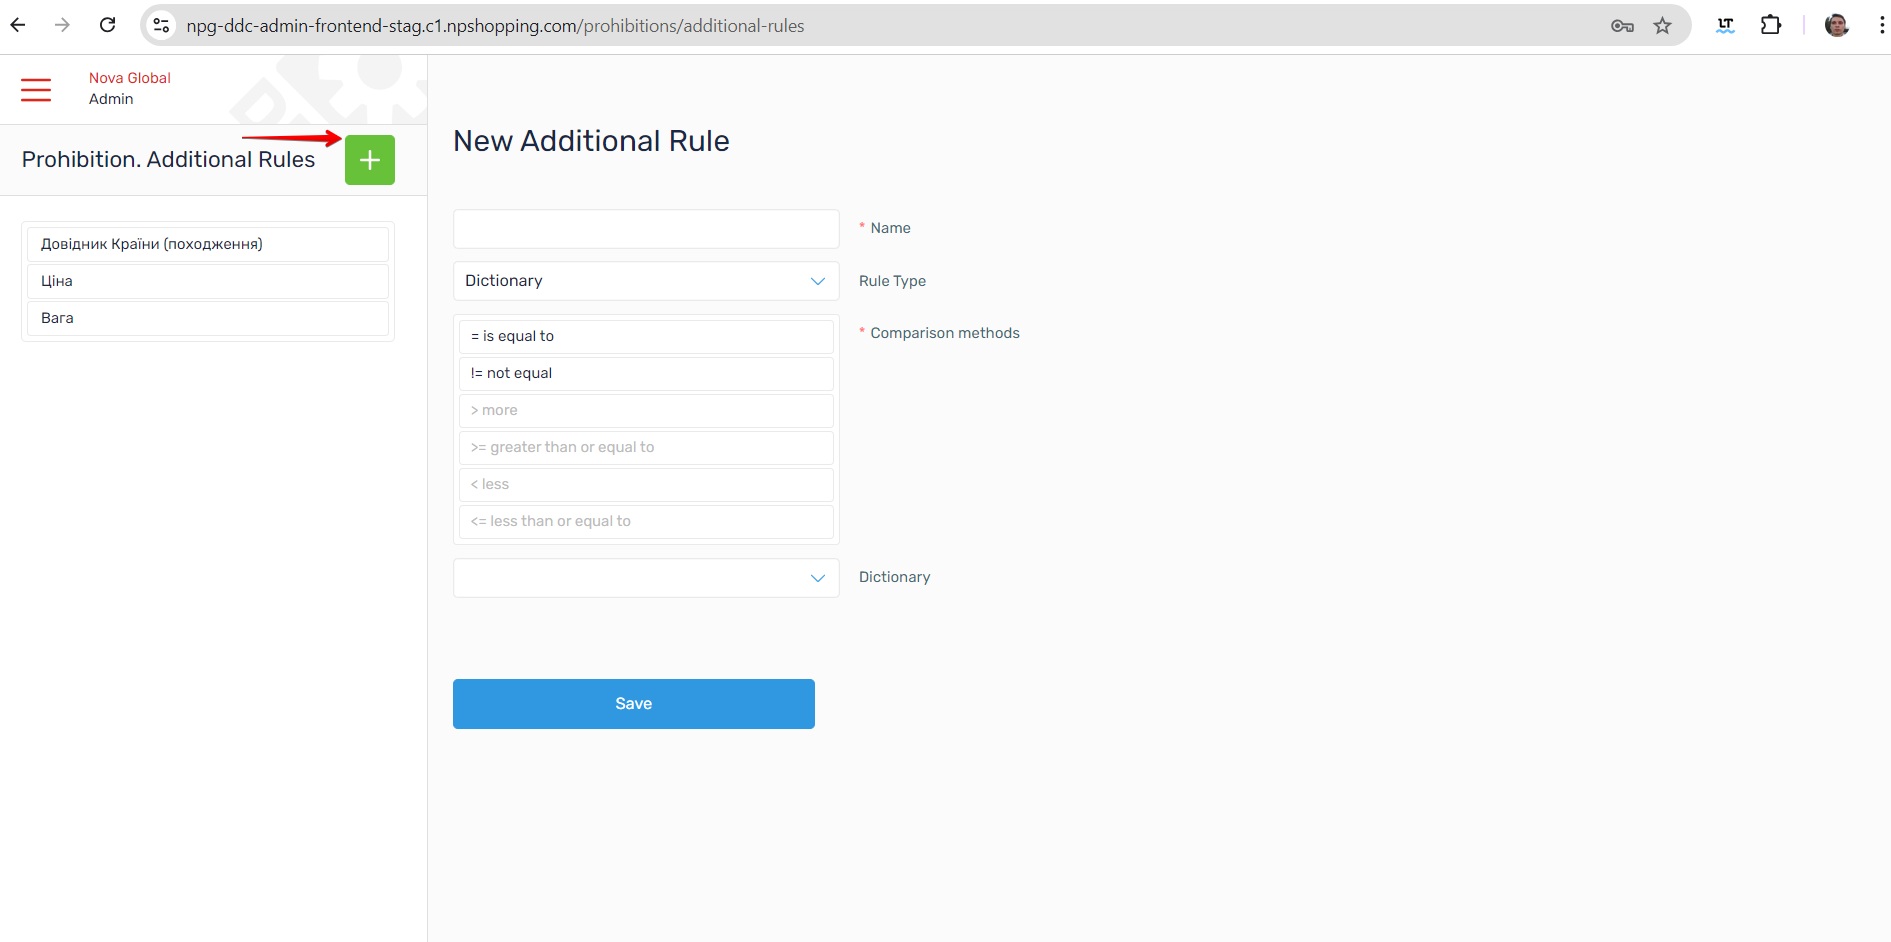 npg-ddc-admin-frontend-stag.c1.npshopping.com/prohibitions/additional-rules
LT
Nova Global
Admin
Prohibition. Additional Rules
+
Довідник Країни (походження)
Ціна
Вага
New Additional Rule
* Name
Dictionary
Rule Type
= is equal to
* Comparison methods
!= not equal
> more
>= greater than or equal to
< less
<= less than or equal to
Dictionary
Save